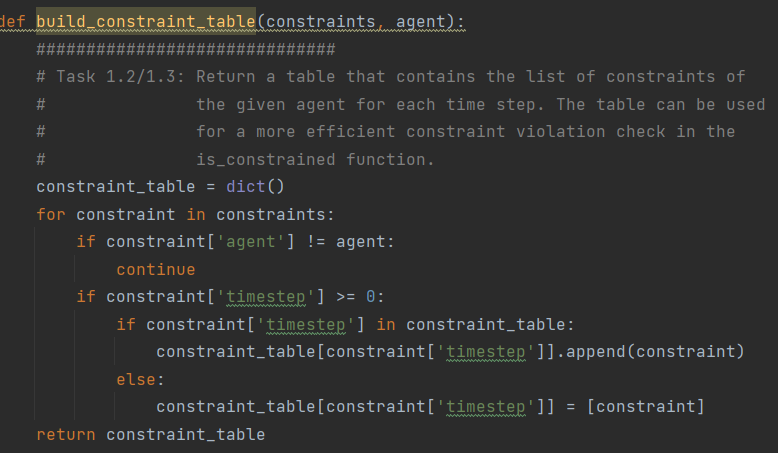 def build_constraint_table(constraints, agent):
    ##############################
    # Task 1.2/1.3: Return a table that contains the list of constraints of
    #               the given agent for each time step. The table can be used
    #               for a more efficient constraint violation check in the
    #               is_constrained function.
    constraint_table = dict()
    for constraint in constraints:
        if constraint['agent'] != agent:
            continue
        if constraint['timestep'] >= 0:
            if constraint['timestep'] in constraint_table:
                constraint_table[constraint['timestep']].append(constraint)
            else:
                constraint_table[constraint['timestep']] = [constraint]
    return constraint_table